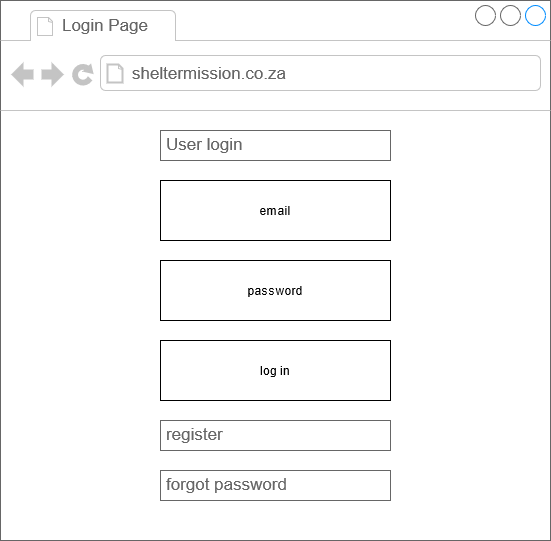 Login Page
sheltermission.co.za
User login
email
password
log in
register
forgot password